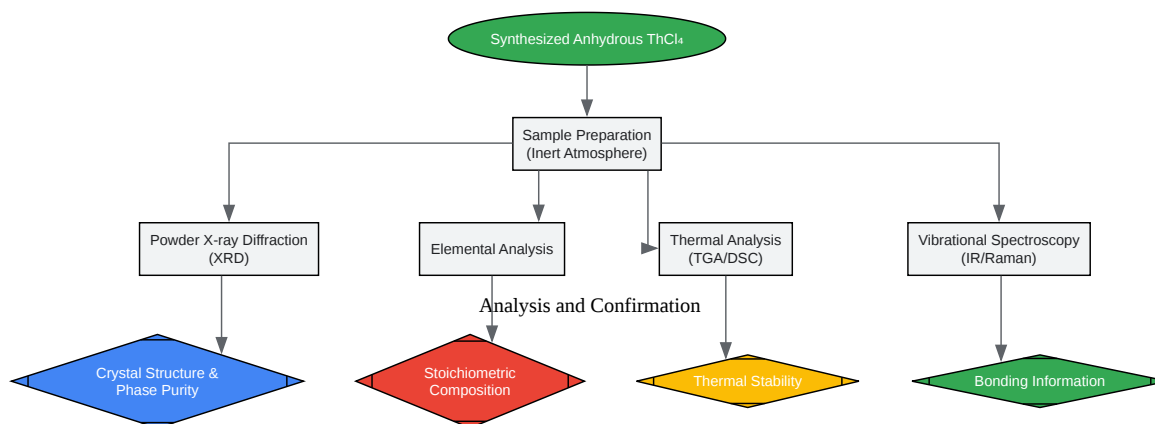 Synthesized Anhydrous ThCl₄
Sample Preparation
(Inert Atmosphere)
Powder X-ray Diffraction
(XRD)
Elemental Analysis
Thermal Analysis
(TGA/DSC)
Vibrational Spectroscopy
(IR/Raman)
Analysis and Confirmation
Crystal Structure &
Phase Purity
Stoichiometric
Composition
Thermal Stability
Bonding Information